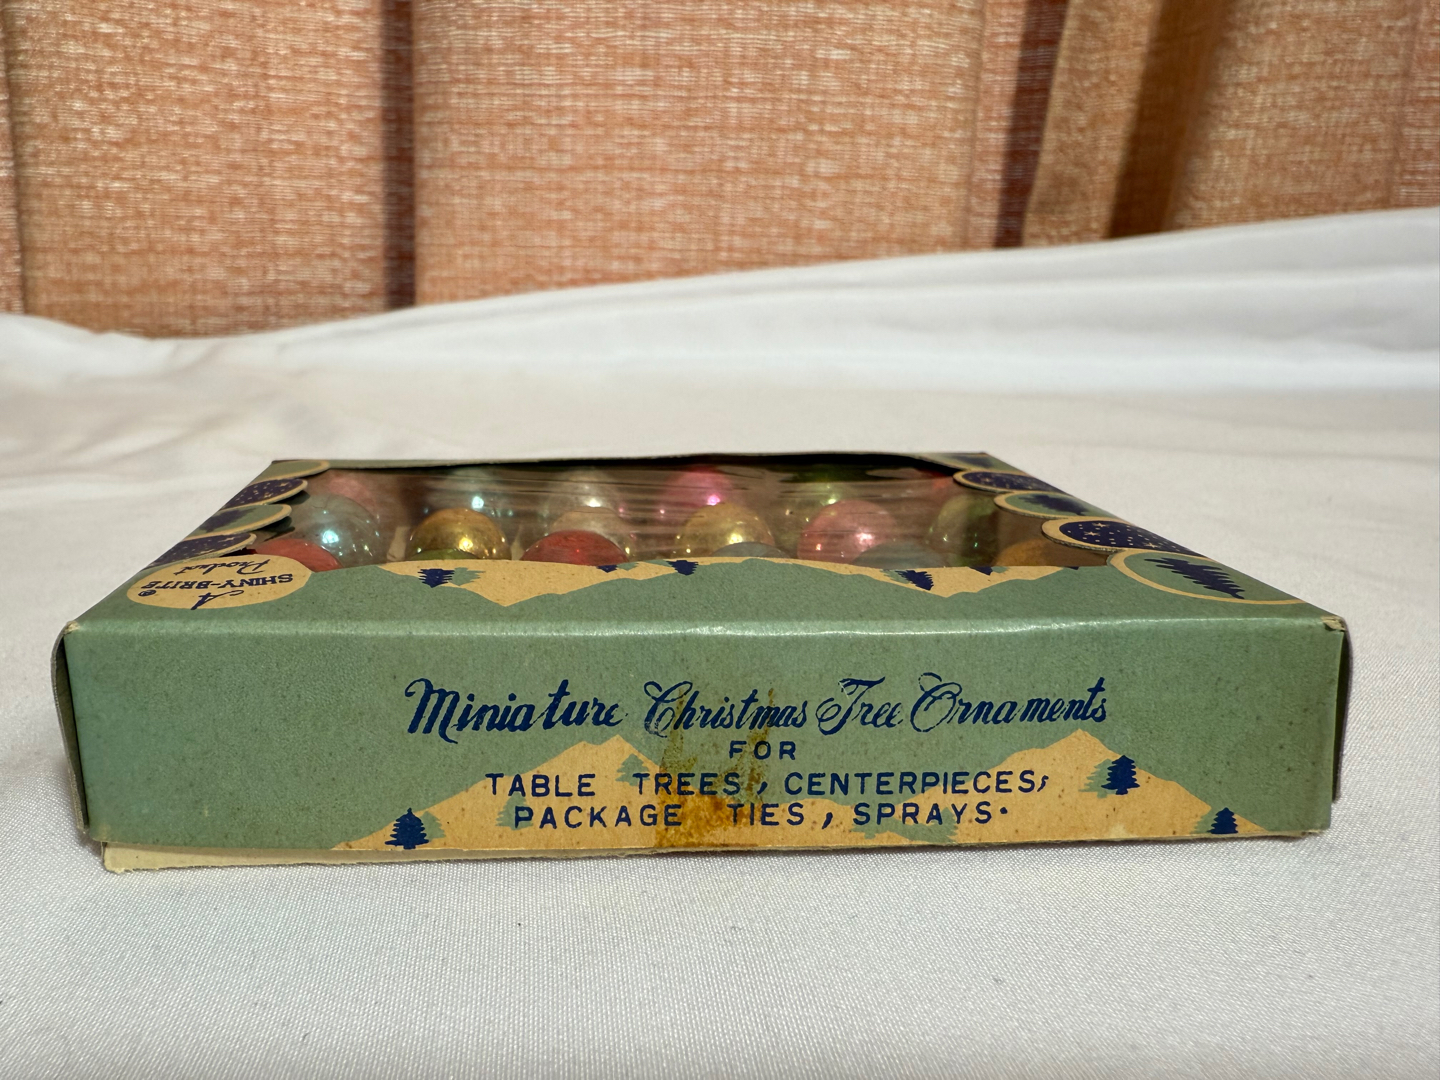 A
SHINY-BRITE®
Product
Miniature Christmas Tree Ornaments
FOR
TABLE TREES, CENTERPIECES,
PACKAGE TIES, SPRAYS.